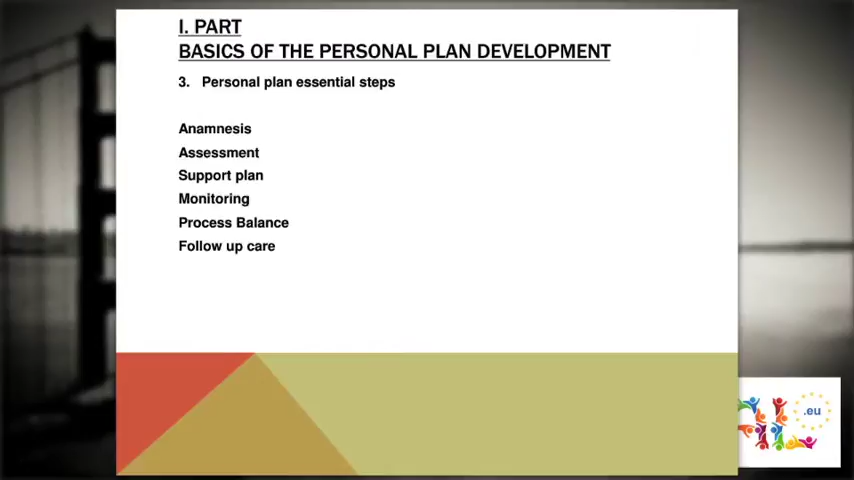 I. PART
BASICS OF THE PERSONAL PLAN DEVELOPMENT
3. Personal plan essential steps
Anamnesis
Assessment
Support plan
Monitoring
Process Balance
Follow up care
.eu